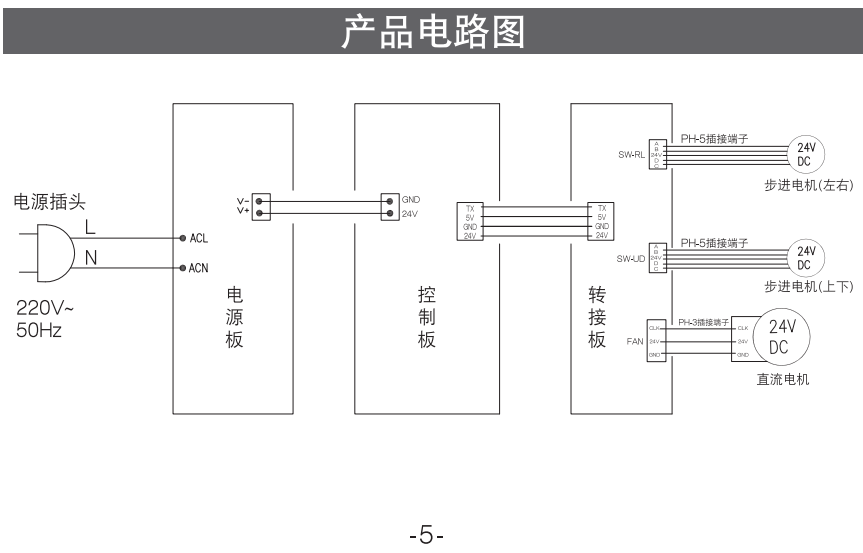 产品电路图
电源插头
L
N
220V~
50Hz
ACL
ACN
电源板
V-
V+
GND
24V
控制板
TX
5V
GND
24V
TX
5V
GND
24V
转接板
SW-RL
A
B
24V
D
C
PH-5插接端子
24V
DC
步进电机(左右)
SW-UD
A
B
24V
D
C
PH-5插接端子
24V
DC
步进电机(上下)
FAN
CLK
24V
GND
PH-3插接端子
CLK
24V
GND
24V
DC
直流电机
-5-